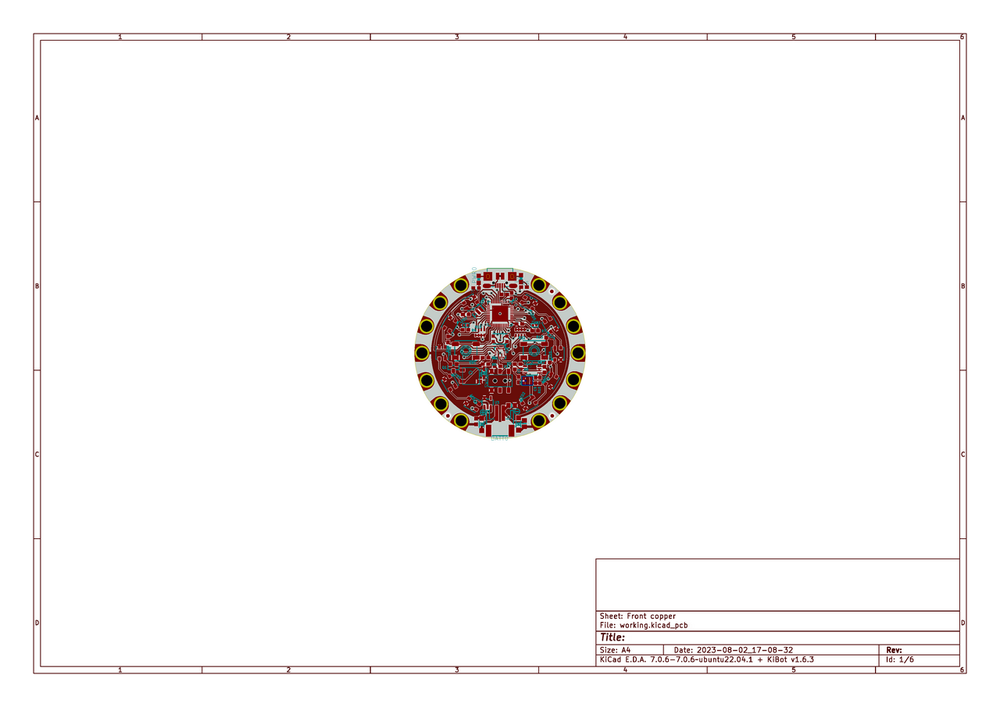 1 2 3 4 5 6
A A
B B
C C
D D
Sheet: Front copper
File: working.kicad_pcb
Title:
Size: A4 Date: 2023-08-02_17-08-32 Rev:
KiCad E.D.A. 7.0.6-7.0.6-ubuntu22.04.1 + KiBot v1.6.3 Id: 1/6
1 2 3 4 5 6